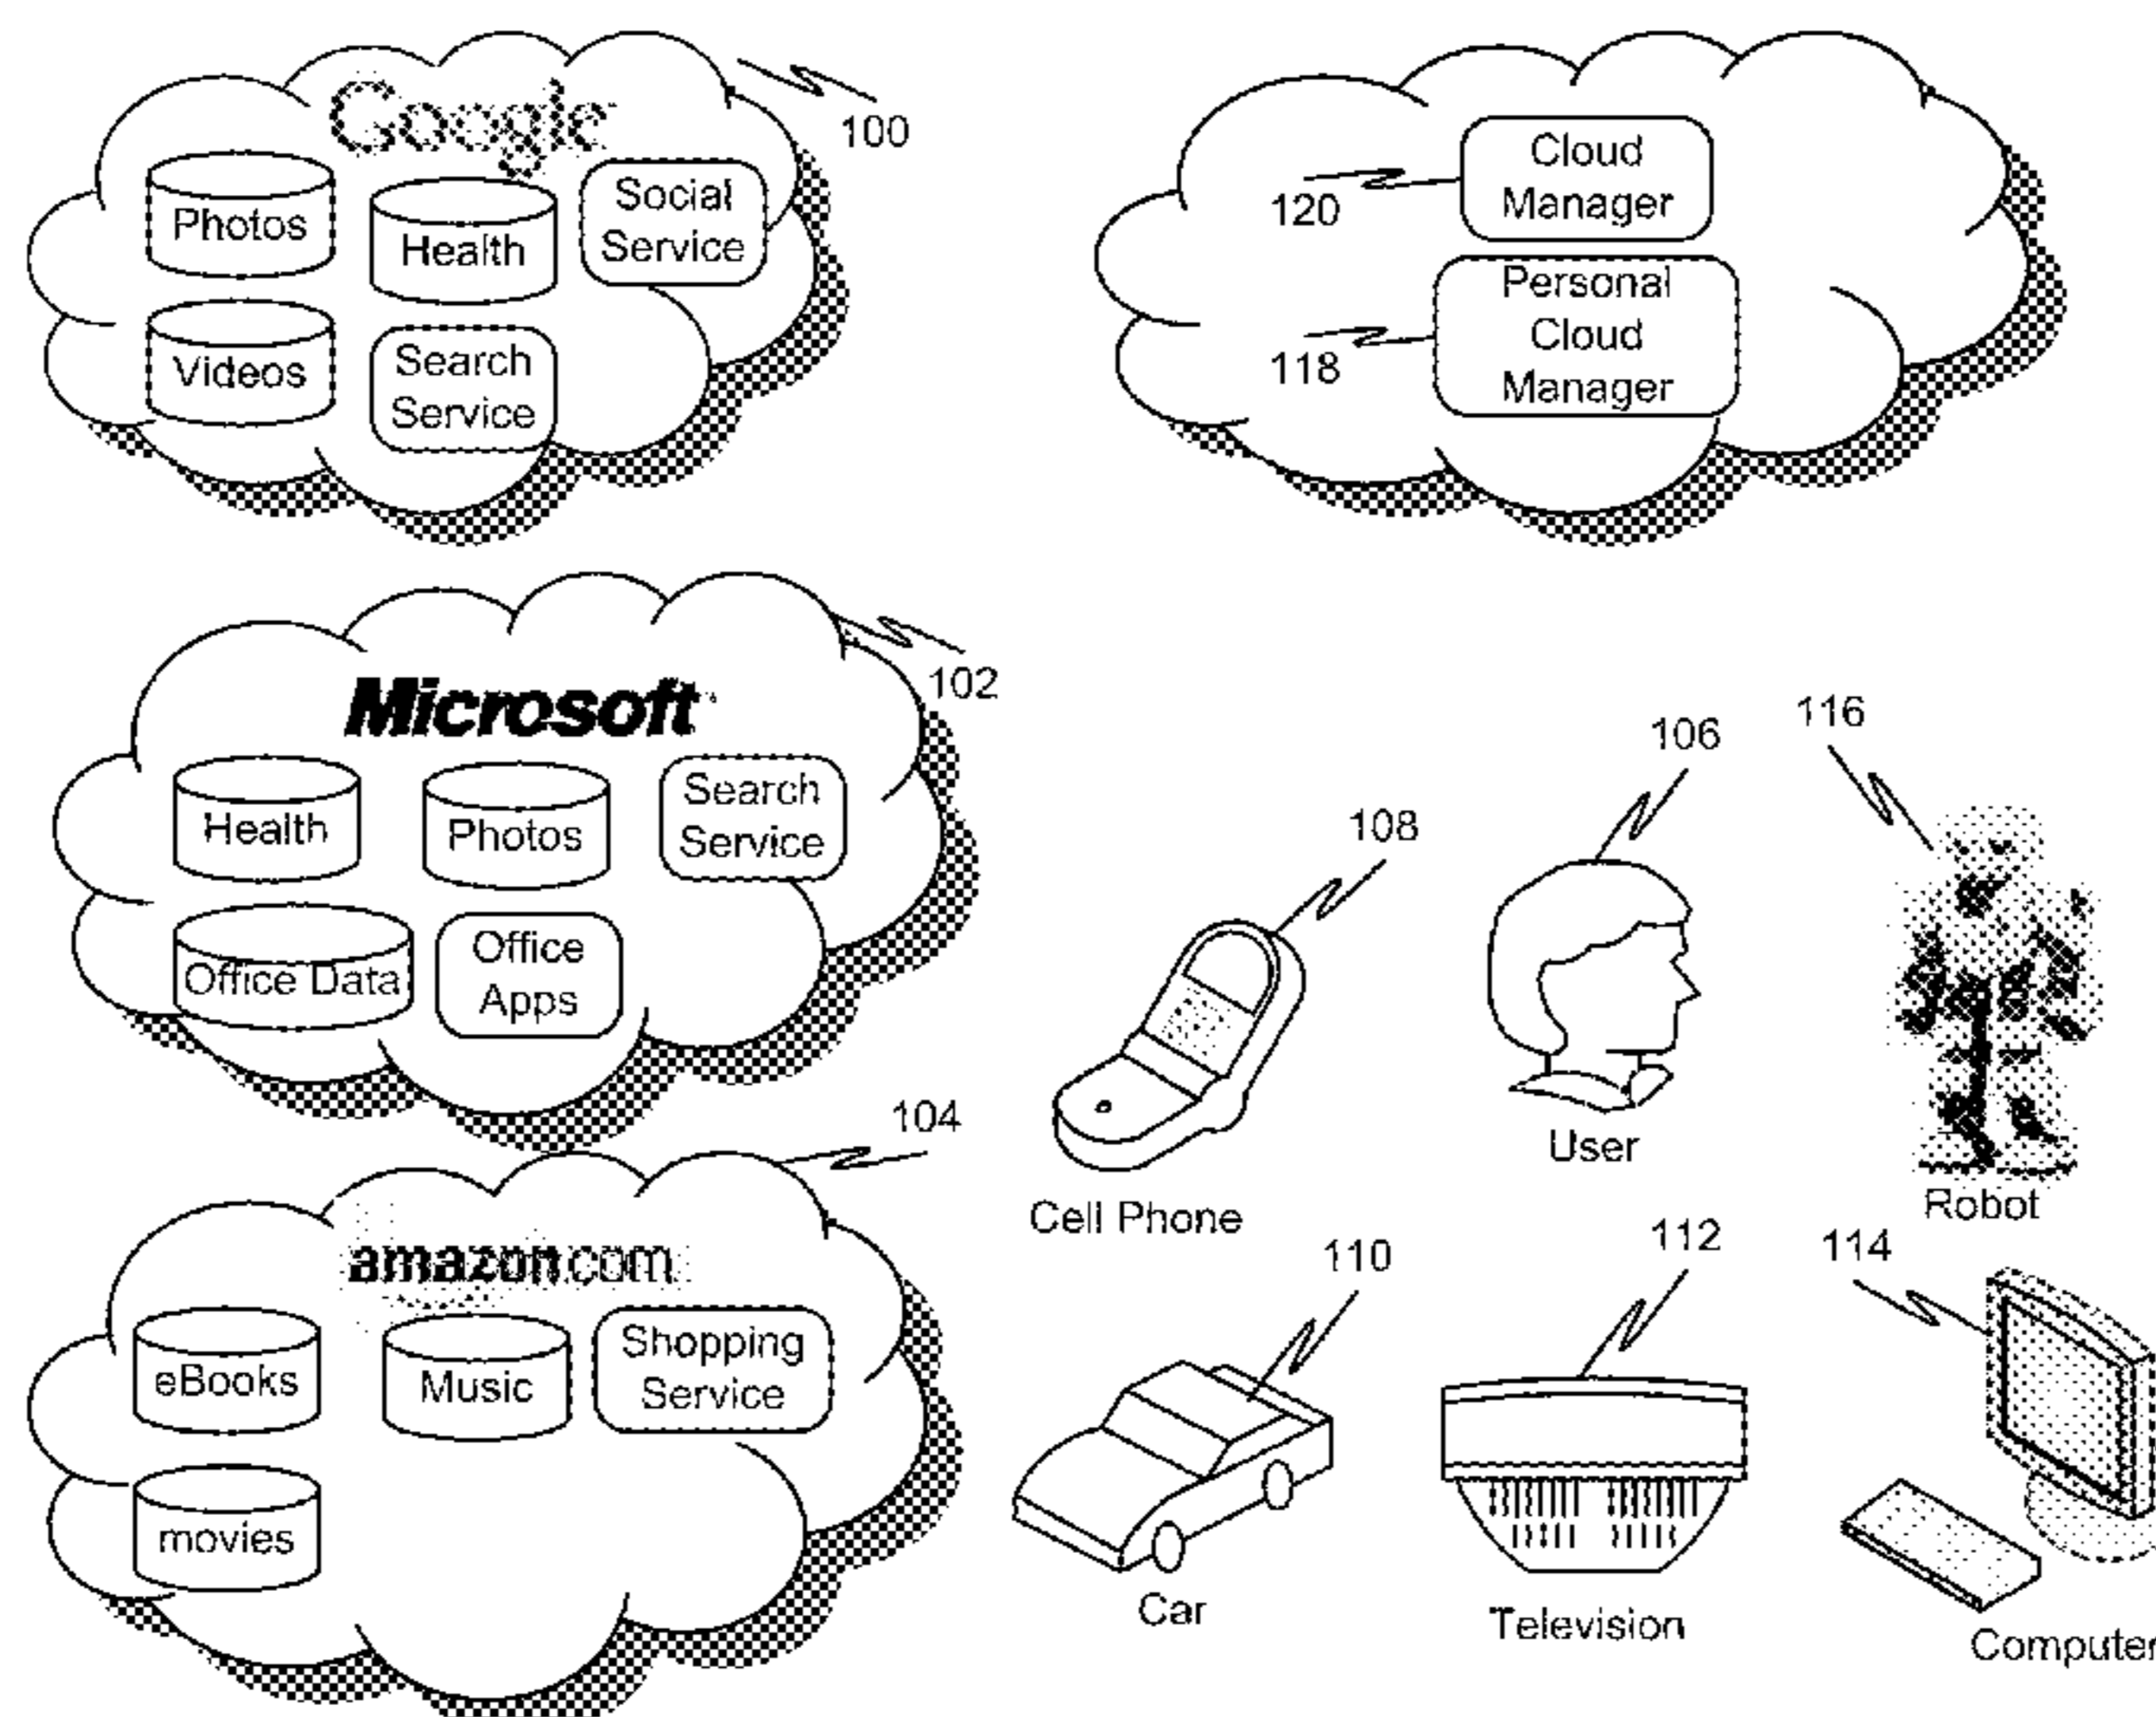 Google
100
Photos
Health
Social
Service
Videos
Search
Service
120
Cloud
Manager
118
Personal
Cloud
Manager
102
Microsoft
Health
Photos
Search
Service
Office Data
Office
Apps
104
amazon.com
eBooks
Music
Shopping
Service
movies
108
Cell Phone
106
User
116
Robot
110
Car
112
Television
114
Computer